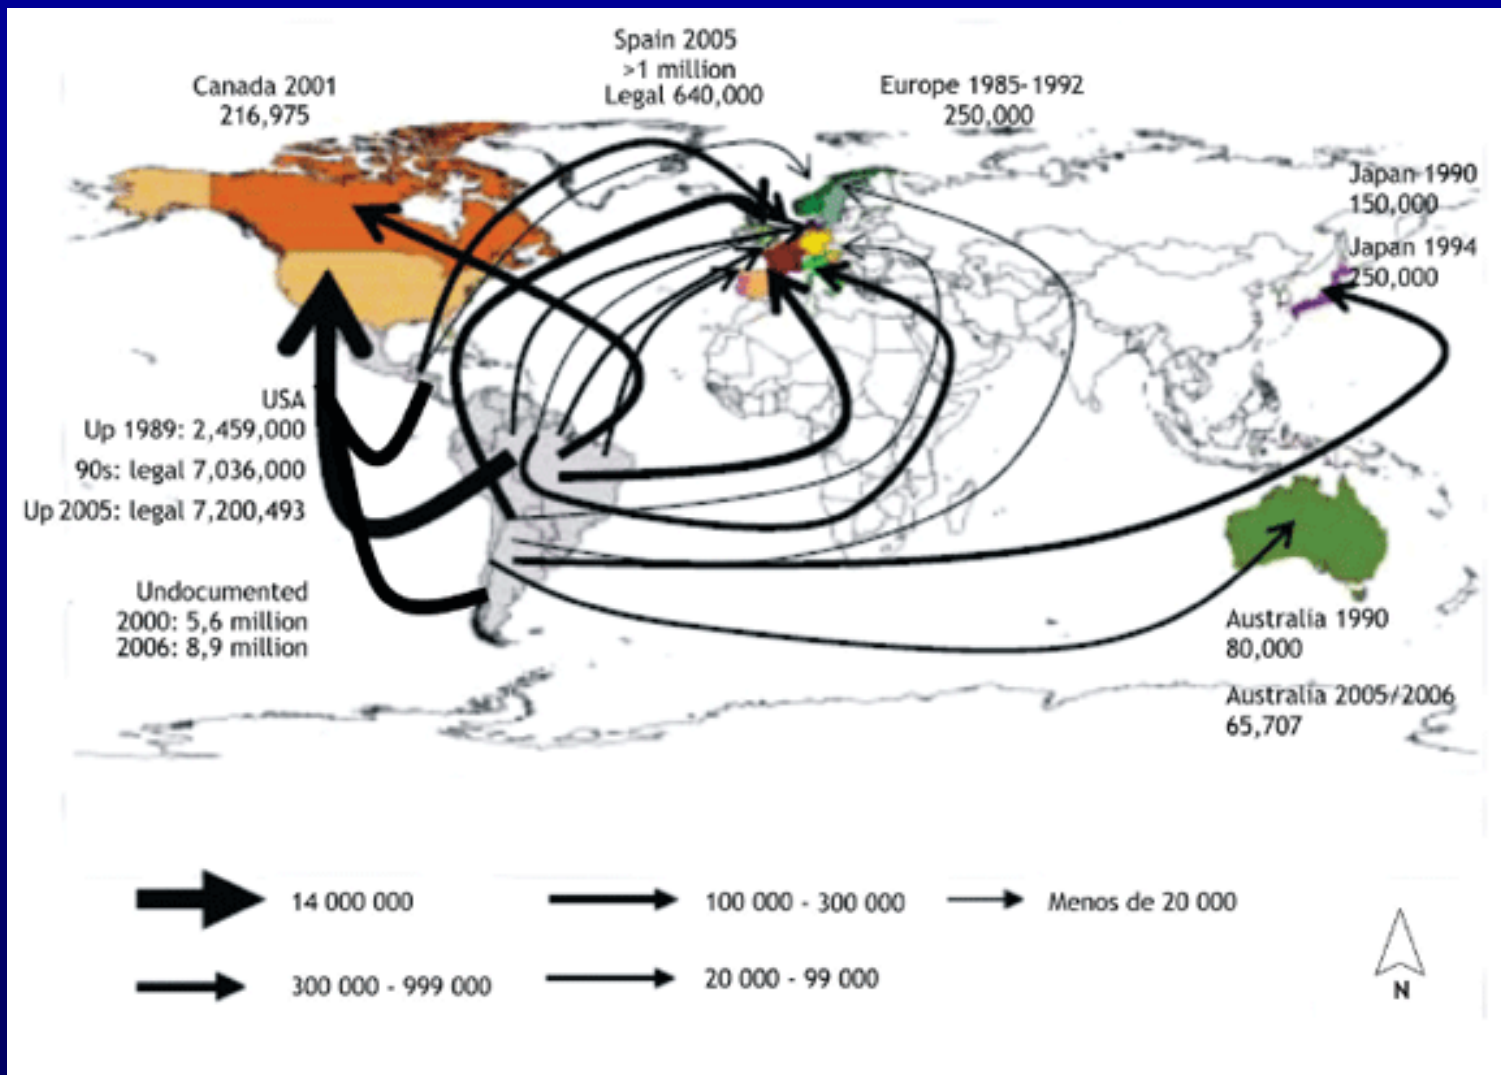 Spain 2005
>1 million
Legal 640,000
Canada 2001
216,975
Europe 1985-1992
250,000
Japan 1990
150,000
Japan 1994
250,000
USA
Up 1989: 2,459,000
90s: legal 7,036,000
Up 2005: legal 7,200,493
Undocumented
2000: 5,6 million
2006: 8,9 million
Australia 1990
80,000
Australia 2005/2006
65,707
14 000 000
100 000 - 300 000
Menos de 20 000
300 000 - 999 000
20 000 - 99 000
N